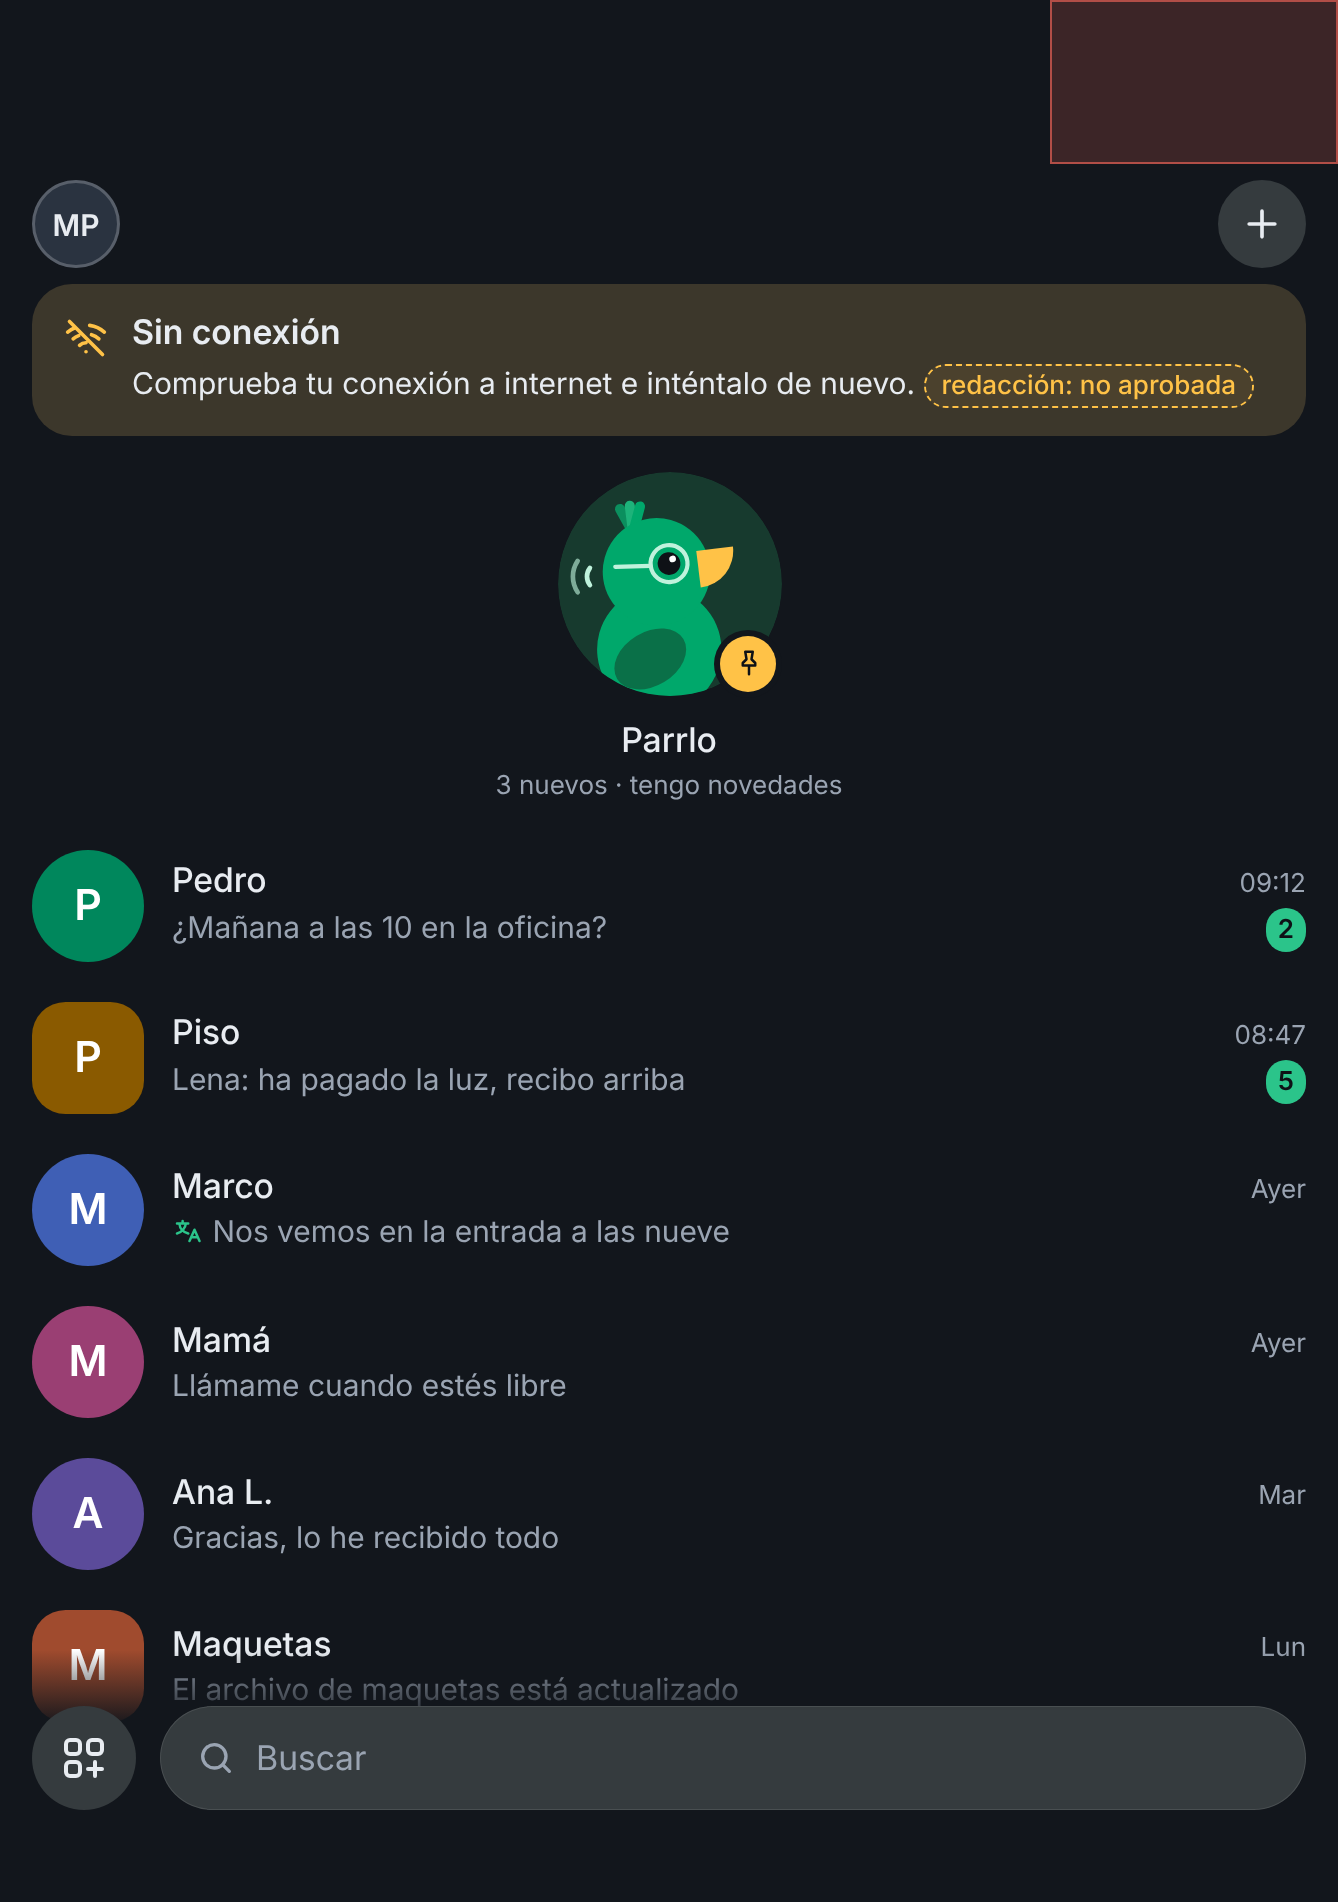 MP
Sin conexión
Comprueba tu conexión a internet e inténtalo de nuevo. redacción: no aprobada
Parrlo
3 nuevos · tengo novedades
P
Pedro
09:12
¿Mañana a las 10 en la oficina?
2
P
Piso
08:47
Lena: ha pagado la luz, recibo arriba
5
M
Marco
Ayer
Nos vemos en la entrada a las nueve
M
Mamá
Ayer
Llámame cuando estés libre
A
Ana L.
Mar
Gracias, lo he recibido todo
M
Maquetas
Lun
El archivo de maquetas está actualizado
Buscar